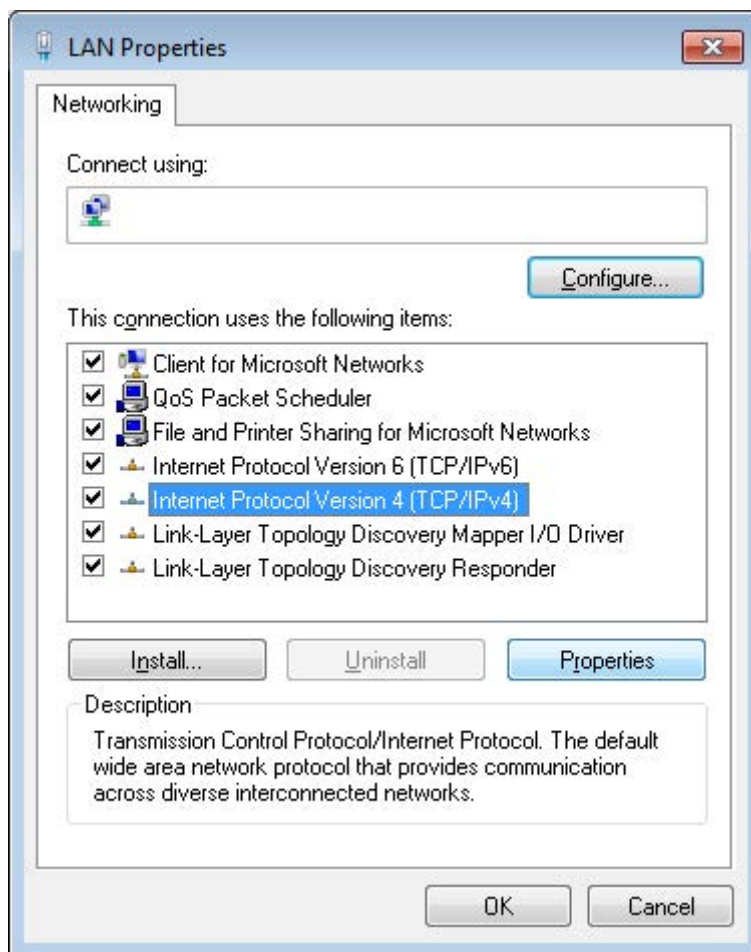 LAN Properties
Networking
Connect using:
Configure...
This connection uses the following items:
Client for Microsoft Networks
QoS Packet Scheduler
File and Printer Sharing for Microsoft Networks
Internet Protocol Version 6 (TCP/IPv6)
Internet Protocol Version 4 (TCP/IPv4)
Link-Layer Topology Discovery Mapper I/O Driver
Link-Layer Topology Discovery Responder
Install... Uninstall Properties
Description
Transmission Control Protocol/Internet Protocol. The default
wide area network protocol that provides communication
across diverse interconnected networks.
OK Cancel